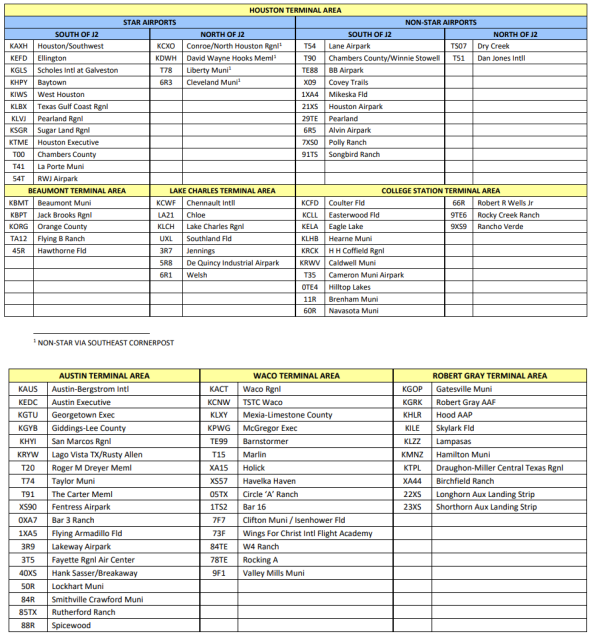 HOUSTON TERMINAL AREA
STAR AIRPORTS NON-STAR AIRPORTS
SOUTH OF J2 NORTH OF J2 SOUTH OF J2 NORTH OF J2
KAXH Houston/Southwest KCXO Conroe/North Houston Rgnl¹ T54 Lane Airpark TS07 Dry Creek
KEFD Ellington KDWH David Wayne Hooks Meml¹ T90 Chambers County/Winnie Stowell T51 Dan Jones Intll
KGLS Scholes Intl at Galveston T78 Liberty Muni¹ TE88 BB Airpark
KHPY Baytown 6R3 Cleveland Muni¹ X09 Covey Trails
KIWS West Houston 1XA4 Mikeska Fld
KLBX Texas Gulf Coast Rgnl 21XS Houston Airpark
KLVJ Pearland Rgnl 29TE Pearland
KSGR Sugar Land Rgnl 6R5 Alvin Airpark
KTME Houston Executive 7XS0 Polly Ranch
T00 Chambers County 91TS Songbird Ranch
T41 La Porte Muni
54T RWJ Airpark
BEAUMONT TERMINAL AREA LAKE CHARLES TERMINAL AREA COLLEGE STATION TERMINAL AREA
KBMT Beaumont Muni KCWF Chennault Intll KCFD Coulter Fld 66R Robert R Wells Jr
KBPT Jack Brooks Rgnl LA21 Chloe KCLL Easterwood Fld 9TE6 Rocky Creek Ranch
KORG Orange County KLCH Lake Charles Rgnl KELA Eagle Lake 9XS9 Rancho Verde
TA12 Flying B Ranch UXL Southland Fld KLHB Hearne Muni
45R Hawthorne Fld 3R7 Jennings KRCK H H Coffield Rgnl
5R8 De Quincy Industrial Airpark KRWV Caldwell Muni
6R1 Welsh T35 Cameron Muni Airpark
0TE4 Hilltop Lakes
11R Brenham Muni
60R Navasota Muni
¹ NON-STAR VIA SOUTHEAST CORNERPOST
AUSTIN TERMINAL AREA WACO TERMINAL AREA ROBERT GRAY TERMINAL AREA
KAUS Austin-Bergstrom Intl KACT Waco Rgnl KGOP Gatesville Muni
KEDC Austin Executive KCNW TSTC Waco KGRK Robert Gray AAF
KGTU Georgetown Exec KLXY Mexia-Limestone County KHLR Hood AAP
KGYB Giddings-Lee County KPWG McGregor Exec KILE Skylark Fld
KHYI San Marcos Rgnl TE99 Barnstormer KLZZ Lampasas
KRYW Lago Vista TX/Rusty Allen T15 Marlin KMNZ Hamilton Muni
T20 Roger M Dreyer Meml XA15 Holick KTPL Draughon-Miller Central Texas Rgnl
T74 Taylor Muni XS57 Havelka Haven XA44 Birchfield Ranch
T91 The Carter Meml 05TX Circle 'A' Ranch 22XS Longhorn Aux Landing Strip
XS90 Fentress Airpark 1TS2 Bar 16 23XS Shorthorn Aux Landing Strip
0XA7 Bar 3 Ranch 7F7 Clifton Muni / Isenhower Fld
1XA5 Flying Armadillo Fld 73F Wings For Christ Intl Flight Academy
3R9 Lakeway Airpark 84TE W4 Ranch
3T5 Fayette Rgnl Air Center 78TE Rocking A
40XS Hank Sasser/Breakaway 9F1 Valley Mills Muni
50R Lockhart Muni
84R Smithville Crawford Muni
85TX Rutherford Ranch
88R Spicewood